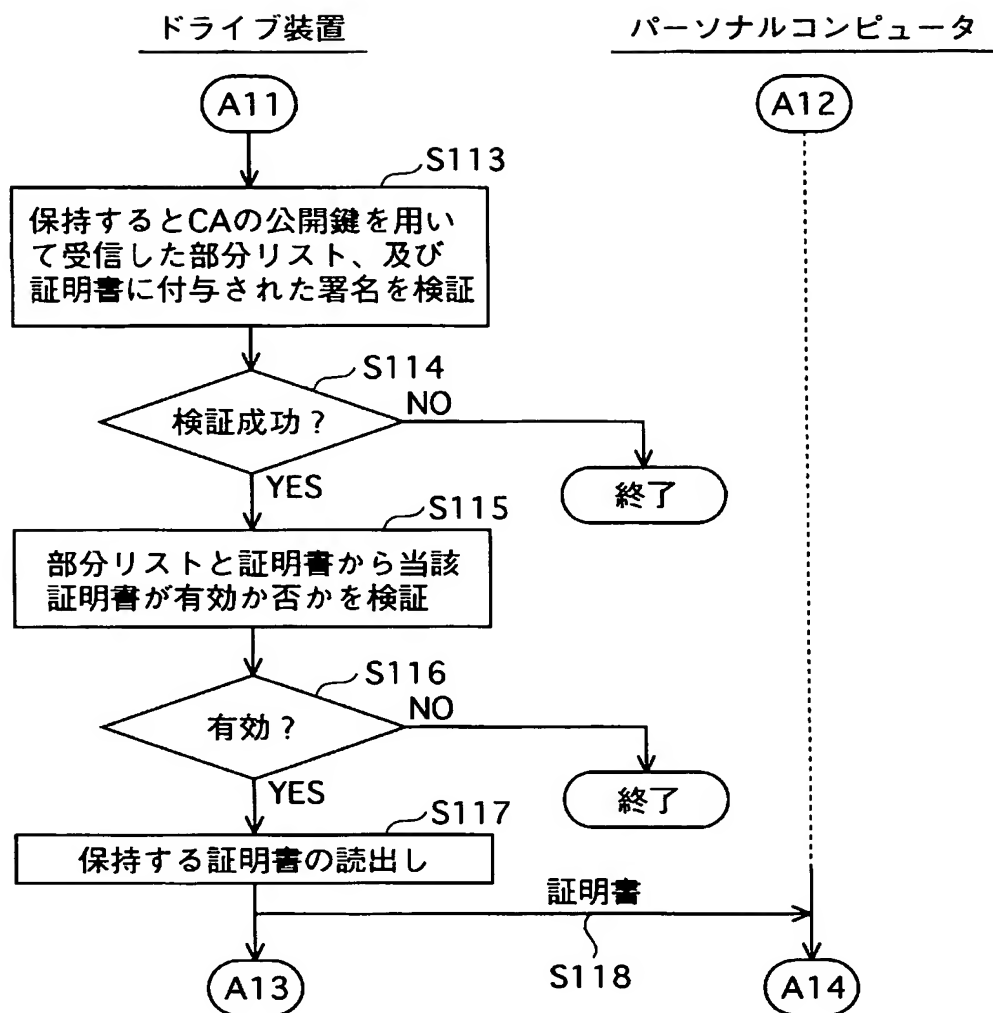 ドライブ装置
パーソナルコンピュータ
A11
A12
S113
保持するとCAの公開鍵を用い
て受信した部分リスト、及び
証明書に付与された署名を検証
S114
検証成功？
NO
YES
終了
S115
部分リストと証明書から当該
証明書が有効か否かを検証
S116
有効？
NO
YES
終了
S117
保持する証明書の読出し
証明書
S118
A13
A14